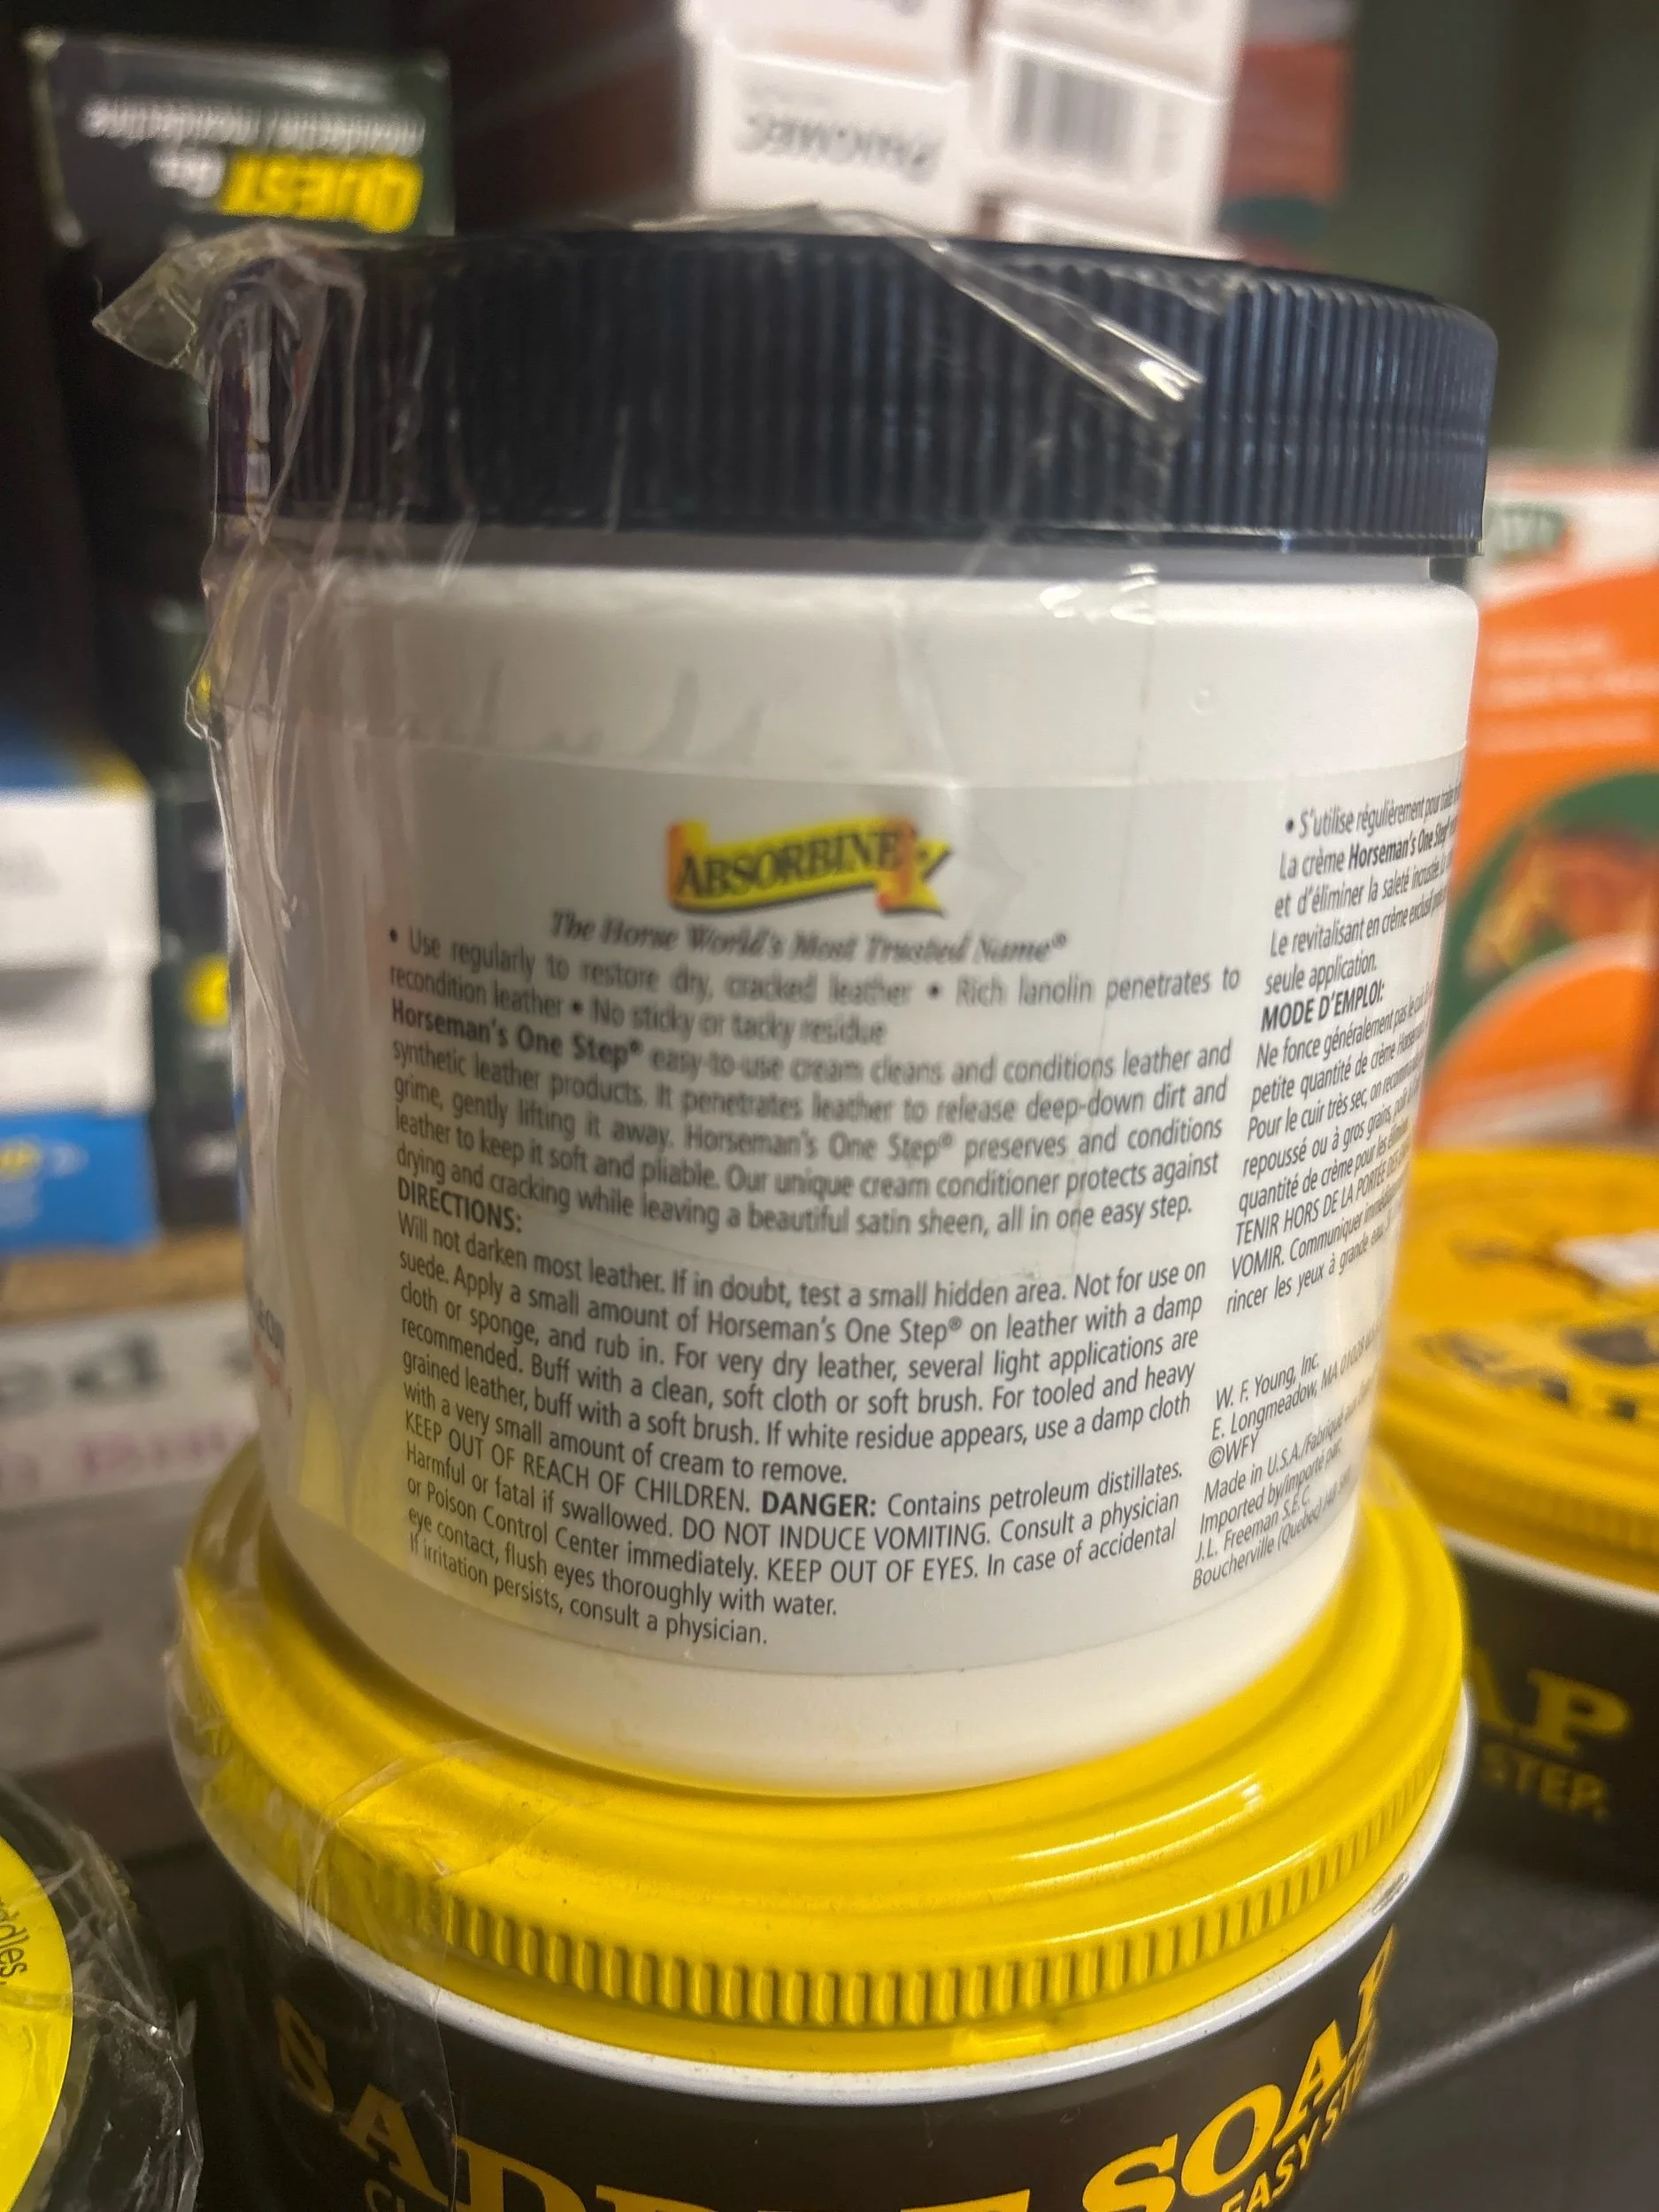 QUEST
ABSORBINE
The Horse World's Most Trusted Name®
• Use regularly to restore dry, cracked leather • Rich lanolin penetrates to
recondition leather • No sticky or tacky residue
Horseman's One Step® easy-to-use cream cleans and conditions leather and
synthetic leather products. It penetrates leather to release deep-down dirt and
grime, gently lifting it away. Horseman's One Step® preserves and conditions
leather to keep it soft and pliable. Our unique cream conditioner protects against
drying and cracking while leaving a beautiful satin sheen, all in one easy step.
DIRECTIONS:
Will not darken most leather. If in doubt, test a small hidden area. Not for use on
suede. Apply a small amount of Horseman's One Step® on leather with a damp
cloth or sponge, and rub in. For very dry leather, several light applications are
recommended. Buff with a clean, soft cloth or soft brush. For tooled and heavy
grained leather, buff with a soft brush. If white residue appears, use a damp cloth
with a very small amount of cream to remove.
KEEP OUT OF REACH OF CHILDREN. DANGER: Contains petroleum distillates.
Harmful or fatal if swallowed. DO NOT INDUCE VOMITING. Consult a physician
or Poison Control Center immediately. KEEP OUT OF EYES. In case of accidental
eye contact, flush eyes thoroughly with water.
If irritation persists, consult a physician.
• S'utilise régulièrement pour
La crème Horseman's One Step®
et d'éliminer la saleté incrustée.
Le revitalisant en crème exclusif
seule application.
MODE D'EMPLOI:
Ne fonce généralement pas le cuir
petite quantité de crème
Pour le cuir très sec, on
repoussé ou à gros grains,
quantité de crème pour les
TENIR HORS DE LA PORTÉE
VOMIR. Communiquer
rincer les yeux à grande eau.
W. F. Young, Inc.
E. Longmeadow, MA 01028
©WFY
Made in U.S.A./Fabriqué aux
Imported by/Importé par:
J.L. Freeman S.E.C.
Boucherville (Quebec)
SADDLE SOAP
EASY STEP
AP
STEP.